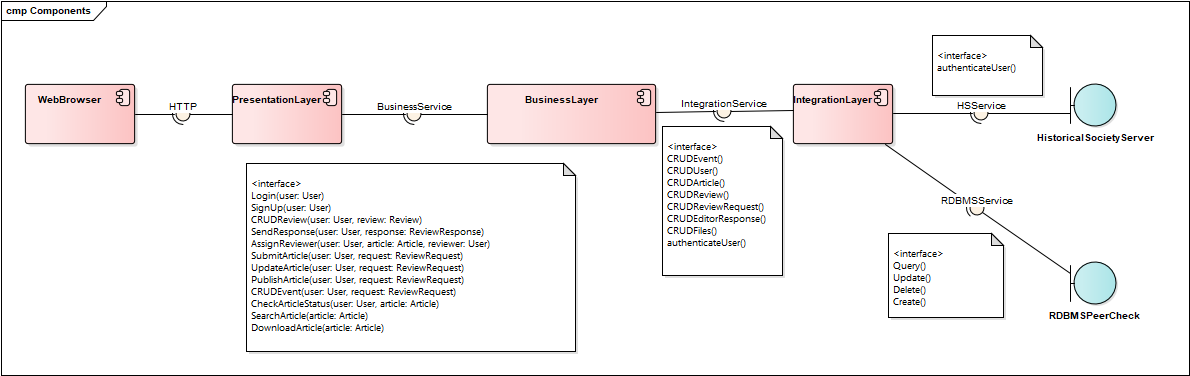 cmp Components
WebBrowser
HTTP
PresentationLayer
BusinessService
BusinessLayer
IntegrationService
IntegrationLayer
HSService
HistoricalSocietyServer
<interface>
authenticateUser()
<interface>
Login(user: User)
SignUp(user: User)
CRUDReview(user: User, review: Review)
SendResponse(user: User, response: ReviewResponse)
AssignReviewer(user: User, article: Article, reviewer: User)
SubmitArticle(user: User, request: ReviewRequest)
UpdateArticle(user: User, request: ReviewRequest)
PublishArticle(user: User, request: ReviewRequest)
CRUDEvent(user: User, request: ReviewRequest)
CheckArticleStatus(user: User, article: Article)
SearchArticle(article: Article)
DownloadArticle(article: Article)
<interface>
CRUDEvent()
CRUDUser()
CRUDArticle()
CRUDReview()
CRUDReviewRequest()
CRUDEditorResponse()
CRUDFiles()
authenticateUser()
RDBMSService
<interface>
Query()
Update()
Delete()
Create()
RDBMSPeerCheck